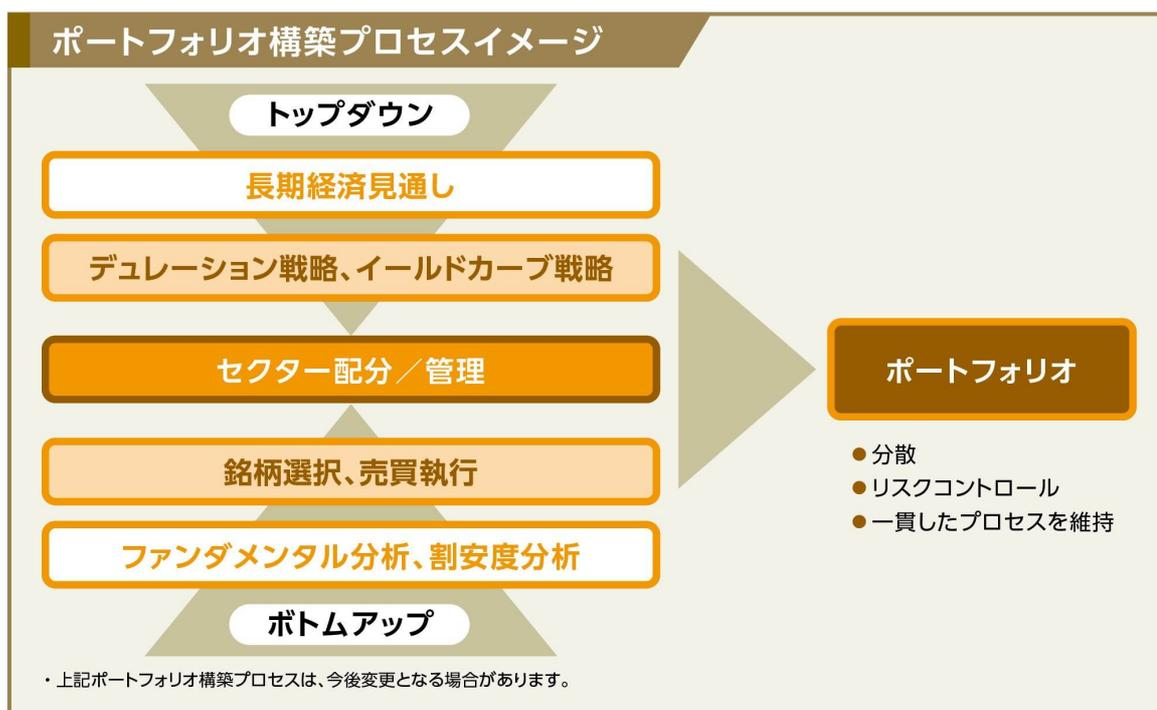 ポートフォリオ構築プロセスイメージ
トップダウン
長期経済見通し
デュレーション戦略、イールドカーブ戦略
セクター配分／管理
銘柄選択、売買執行
ファンダメンタル分析、割安度分析
ボトムアップ
ポートフォリオ
●分散
●リスクコントロール
●一貫したプロセスを維持
・上記ポートフォリオ構築プロセスは、今後変更となる場合があります。